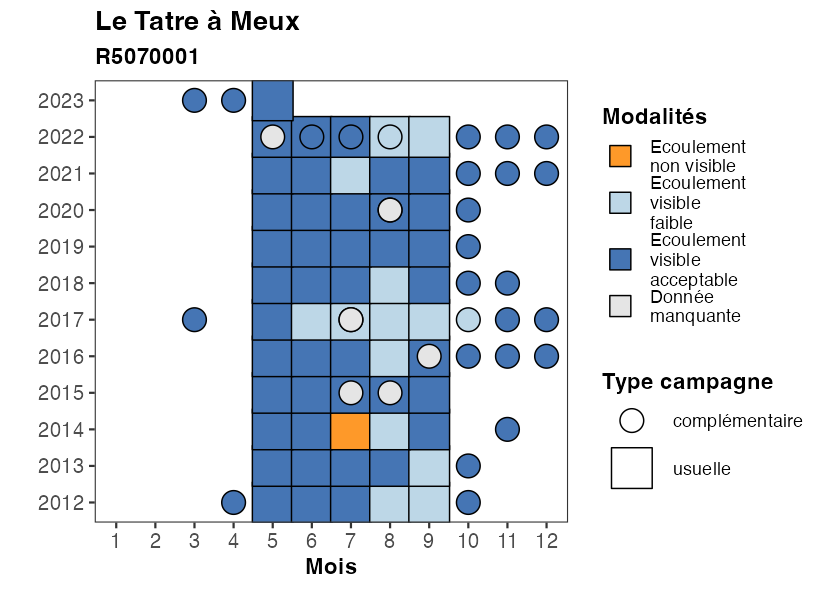 Le Tatre à Meux
R5070001
2023
2022
2021
2020
2019
2018
2017
2016
2015
2014
2013
2012
1 2 3 4 5 6 7 8 9 10 11 12
Mois
Modalités
Ecoulement
non visible
Ecoulement
visible
faible
Ecoulement
visible
acceptable
Donnée
manquante
Type campagne
complémentaire
usuelle